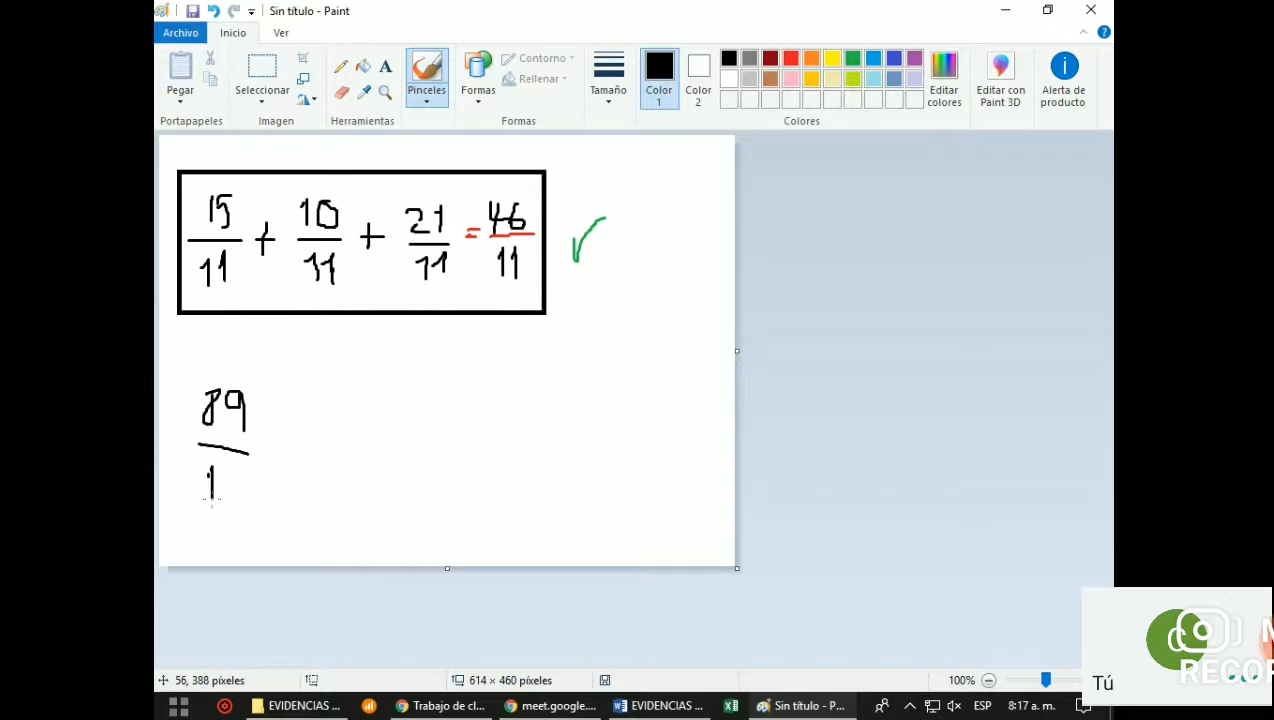 Sin título - Paint
Archivo Inicio Ver
Pegar
Seleccionar
Pinceles
Formas
Contorno
Rellenar
Tamaño
Color 1
Color 2
Editar colores
Editar con Paint 3D
Alerta de producto
Portapapeles Imagen Herramientas Formas Colores
15/11 + 10/11 + 21/11 = 46/11
89
1
56, 388 píxeles 614 × 460 píxeles 100%
Tú
EVIDENCIAS ... Trabajo de cl... meet.google.... EVIDENCIAS ... Sin título - P... ESP 8:17 a. m.